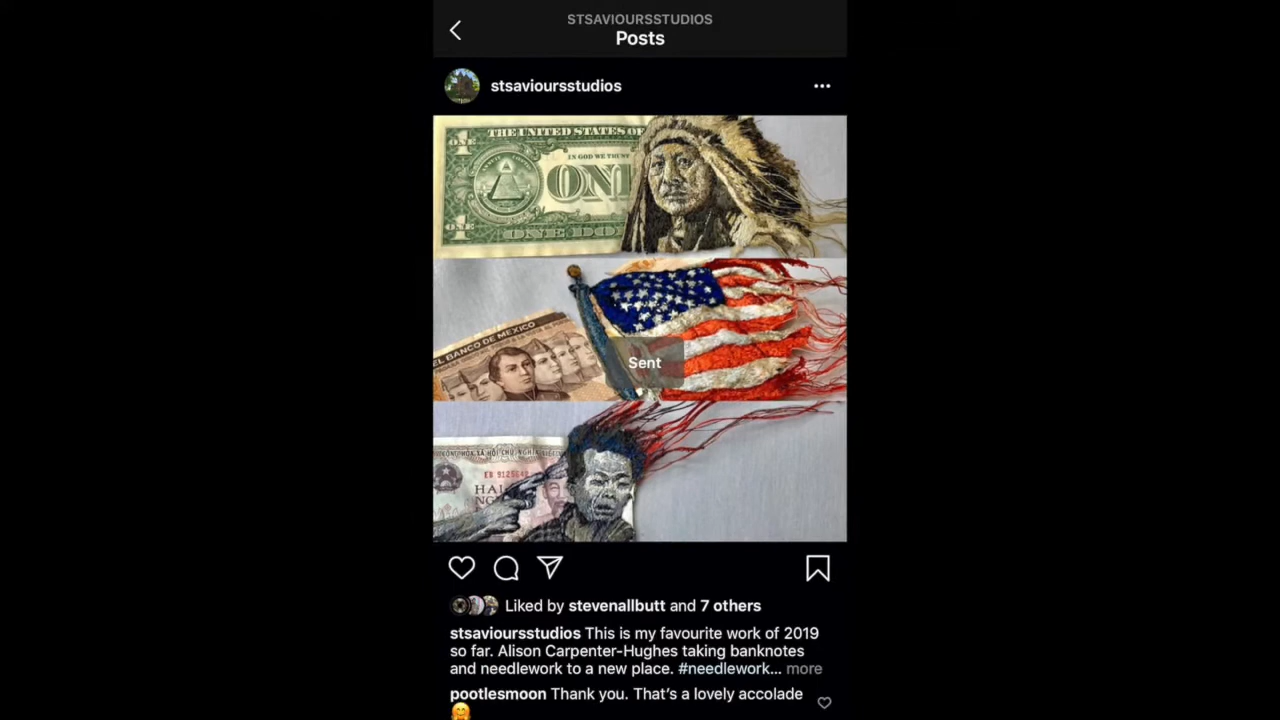 STSAVIOURSSTUDIOS
Posts
stsavioursstudios
THE UNITED STATES OF
ONE
IN GOD WE TRUST
ONE
ONE DO
EL BANCO DE MEXICO
Sent
HAI
Liked by stevenallbutt and 7 others
stsavioursstudios This is my favourite work of 2019
so far. Alison Carpenter-Hughes taking banknotes
and needlework to a new place. #needlework... more
pootlesmoon Thank you. That's a lovely accolade
🤗